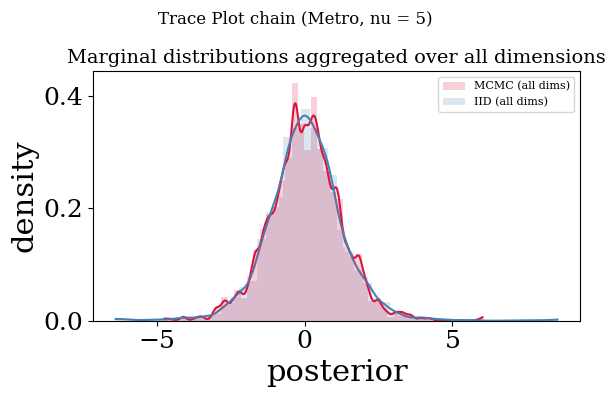 Trace Plot chain (Metro, nu = 5)
Marginal distributions aggregated over all dimensions
MCMC (all dims)
IID (all dims)
density
0.4
0.2
0.0
−5
0
5
posterior